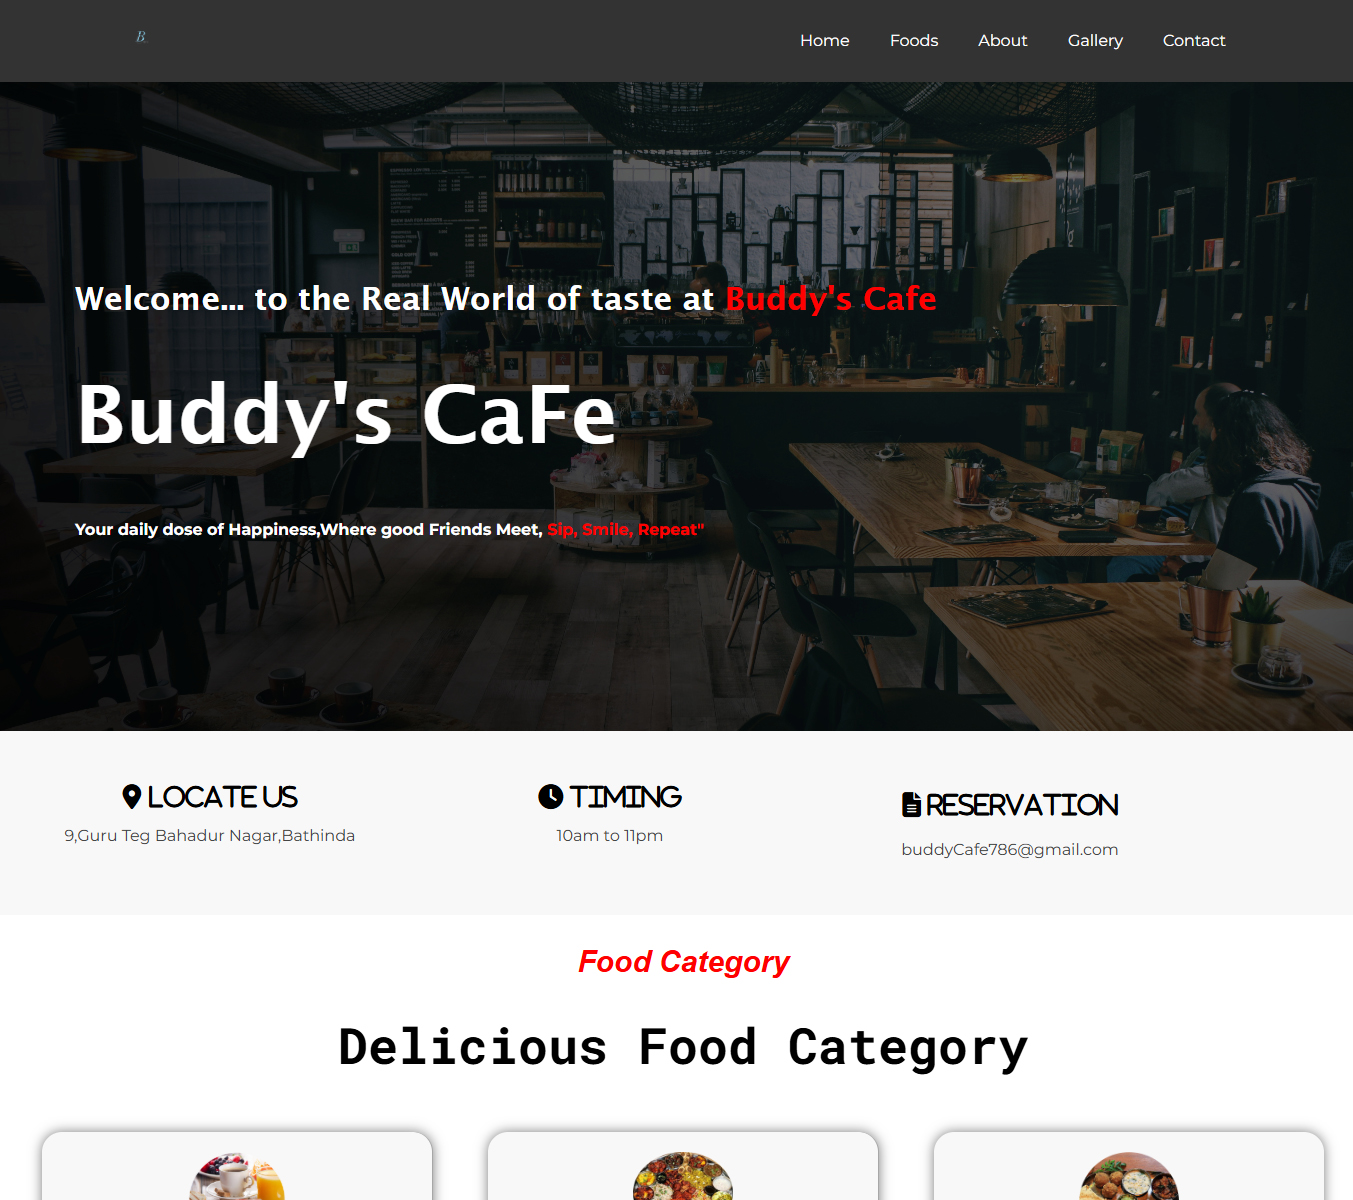 B
Home Foods About Gallery Contact
Welcome... to the Real World of taste at Buddy's Cafe
Buddy's CaFe
Your daily dose of Happiness,Where good Friends Meet, Sip, Smile, Repeat"
LOCATE US
9,Guru Teg Bahadur Nagar,Bathinda
TIMING
10am to 11pm
RESERVATION
buddyCafe786@gmail.com
Food Category
Delicious Food Category